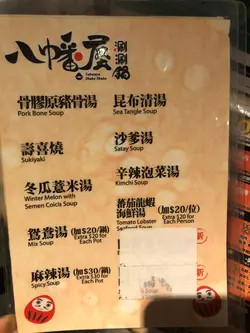 八幡屋 涮涮鍋
Yahataya
Shabu Shabu
骨膠原豬骨湯
Pork Bone Soup
昆布清湯
Sea Tangle Soup
壽喜燒
Sukiyaki
沙爹湯
Satay Soup
冬瓜薏米湯
Winter Melon with
Semen Coicis Soup
辛辣泡菜湯
Kimchi Soup
鴛鴦湯 (加$20/鍋)
Mix Soup Extra $20 for
Each Pot
蕃茄龍蝦
海鮮湯 (加$20/位)
Tomato Lobster Extra $20 for
Seafood Soup Each Person
麻辣湯 (加$30/鍋)
Spicy Soup Extra $30 for
Each Pot
新
新